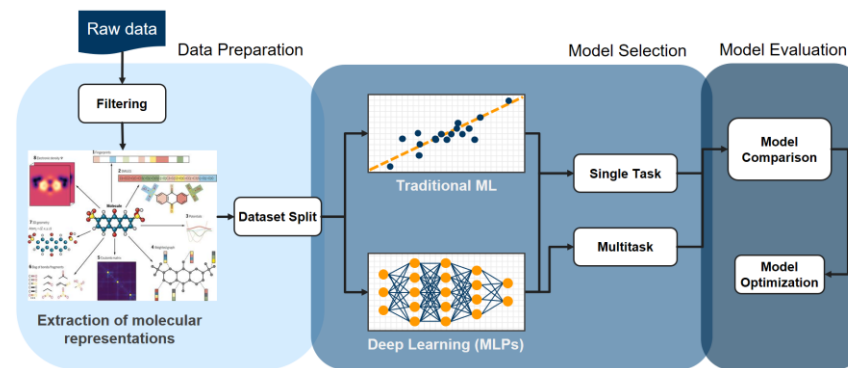 Raw data
Data Preparation
Model Selection
Model Evaluation
Filtering
Molecule
Dataset Split
Extraction of molecular
representations
Traditional ML
Deep Learning (MLPs)
Single Task
Multitask
Model
Comparison
Model
Optimization